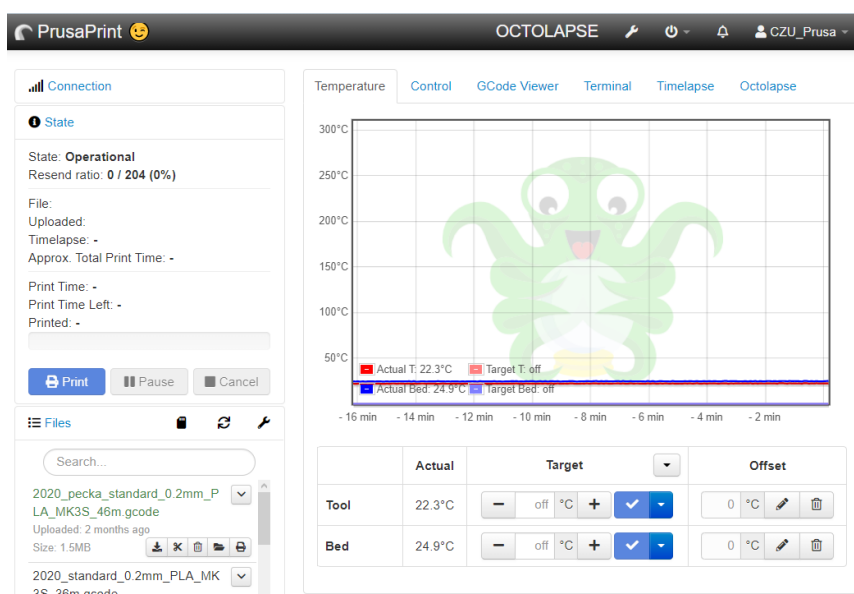 PrusaPrint
OCTOLAPSE
CZU_Prusa
Connection
State
State: Operational
Resend ratio: 0 / 204 (0%)
File:
Uploaded:
Timelapse: -
Approx. Total Print Time: -
Print Time: -
Print Time Left: -
Printed: -
Print Pause Cancel
Files
Search...
2020_pecka_standard_0.2mm_P
LA_MK3S_46m.gcode
Uploaded: 2 months ago
Size: 1.5MB
2020_standard_0.2mm_PLA_MK
3S_36m.gcode
Temperature Control GCode Viewer Terminal Timelapse Octolapse
300°C
250°C
200°C
150°C
100°C
50°C
Actual T: 22.3°C Target T: off
Actual Bed: 24.9°C Target Bed: off
- 16 min - 14 min - 12 min - 10 min - 8 min - 6 min - 4 min - 2 min
Actual Target Offset
Tool 22.3°C off °C 0 °C
Bed 24.9°C off °C 0 °C